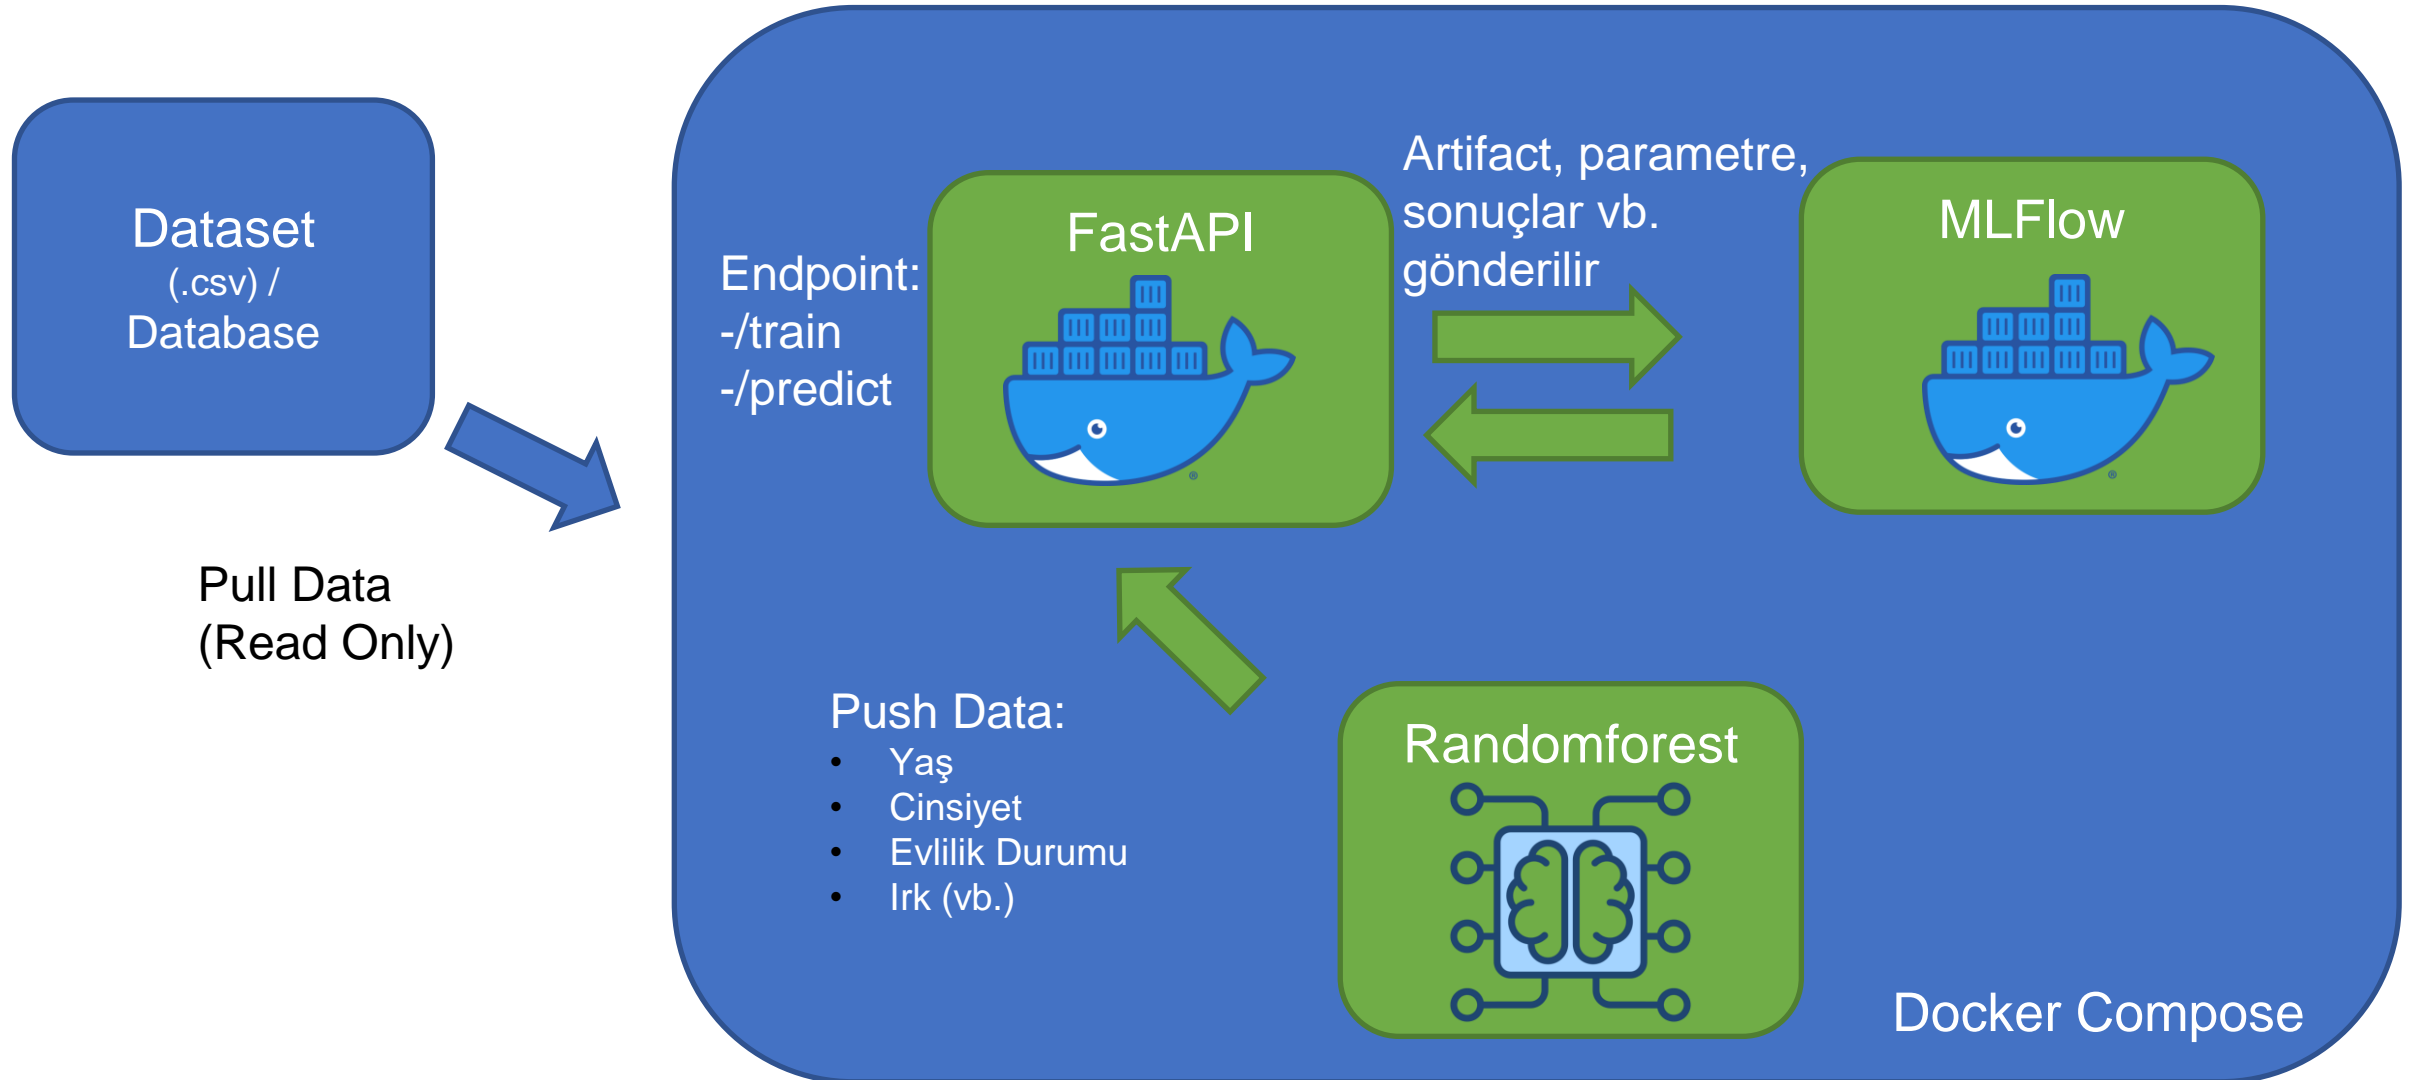 Dataset
(.csv) /
Database
Pull Data
(Read Only)
Endpoint:
-/train
-/predict
FastAPI
Artifact, parametre,
sonuçlar vb.
gönderilir
MLFlow
Push Data:
• Yaş
• Cinsiyet
• Evlilik Durumu
• Irk (vb.)
Randomforest
Docker Compose